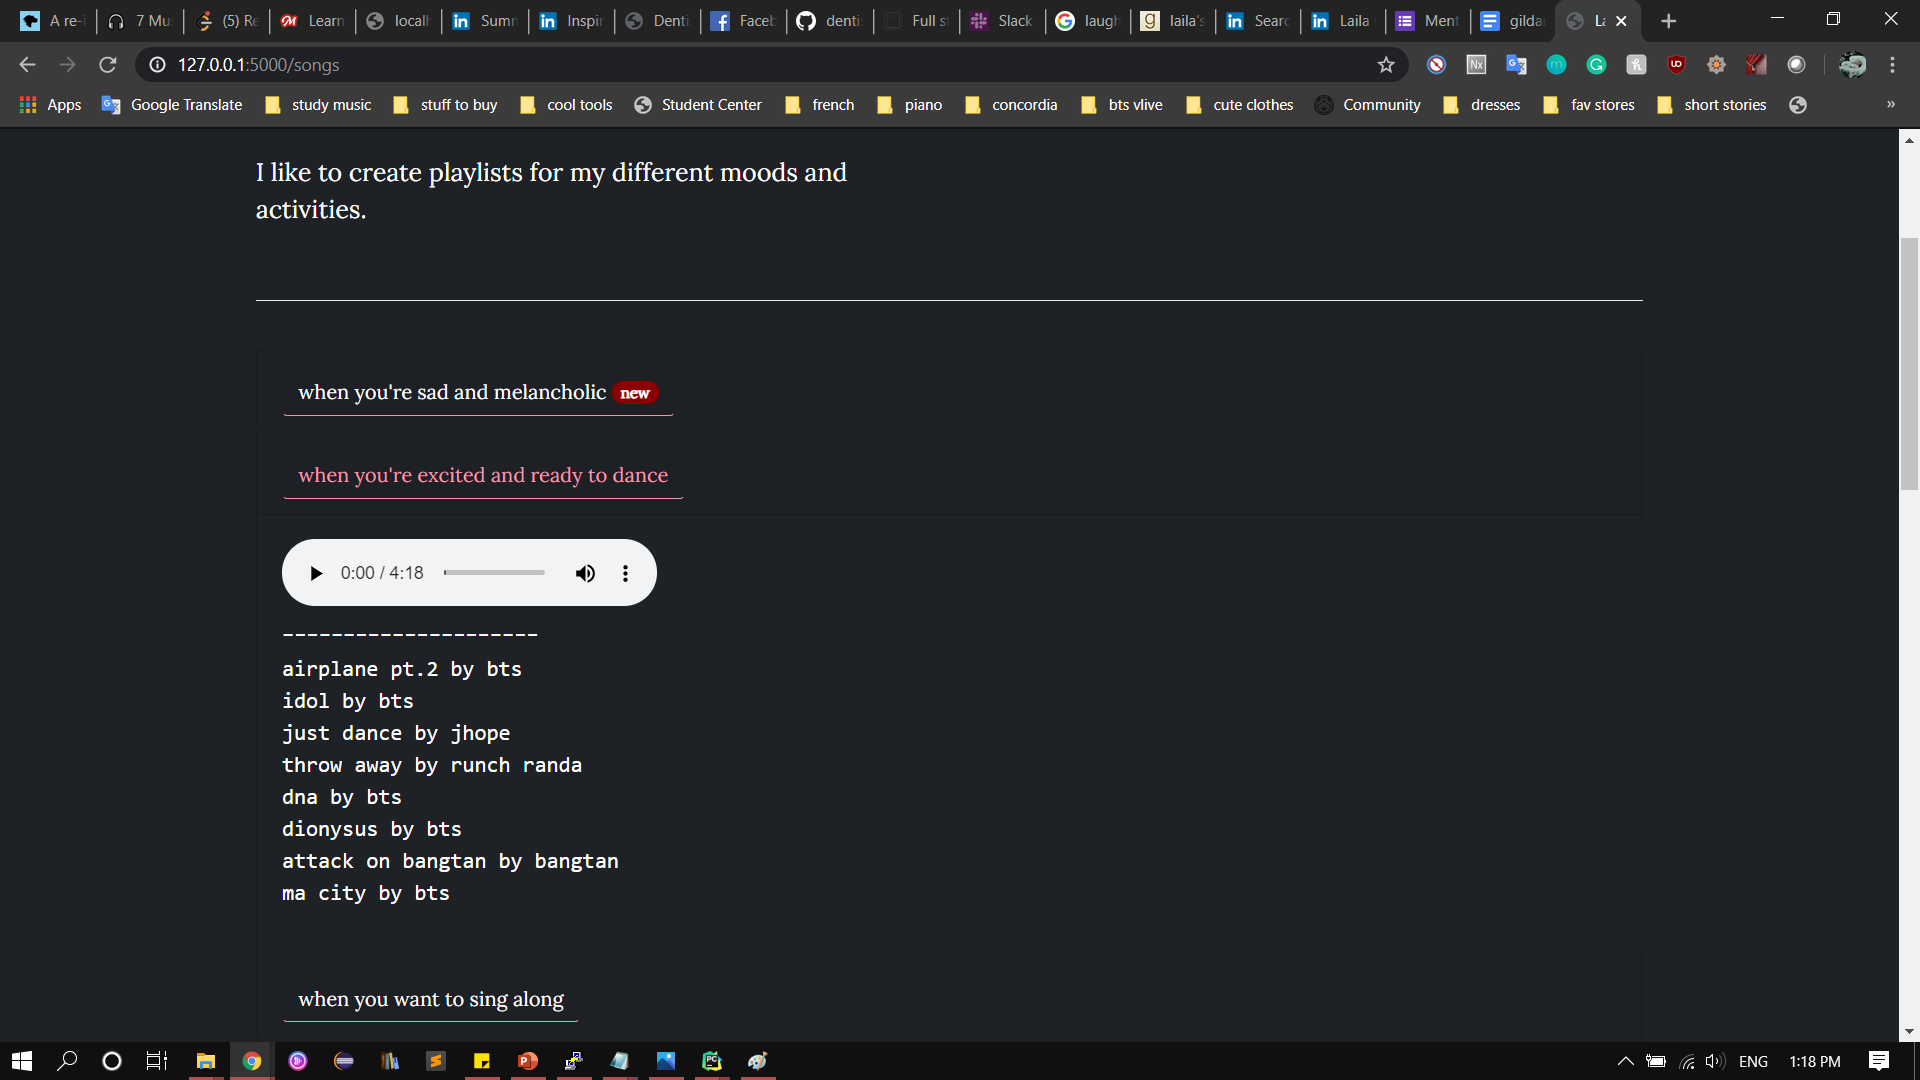 A re-i
7 Mu
(5) Re
Learn
localh
Summ
Inspir
Denti
Faceb
denti
Full st
Slack
laugh
laila's
Searc
Laila
Ment
gilda
La
127.0.0.1:5000/songs
Apps
Google Translate
study music
stuff to buy
cool tools
Student Center
french
piano
concordia
bts vlive
cute clothes
Community
dresses
fav stores
short stories
»
I like to create playlists for my different moods and
activities.
when you're sad and melancholic new
when you're excited and ready to dance
0:00 / 4:18
---------------------
airplane pt.2 by bts
idol by bts
just dance by jhope
throw away by runch randa
dna by bts
dionysus by bts
attack on bangtan by bangtan
ma city by bts
when you want to sing along
ENG
1:18 PM